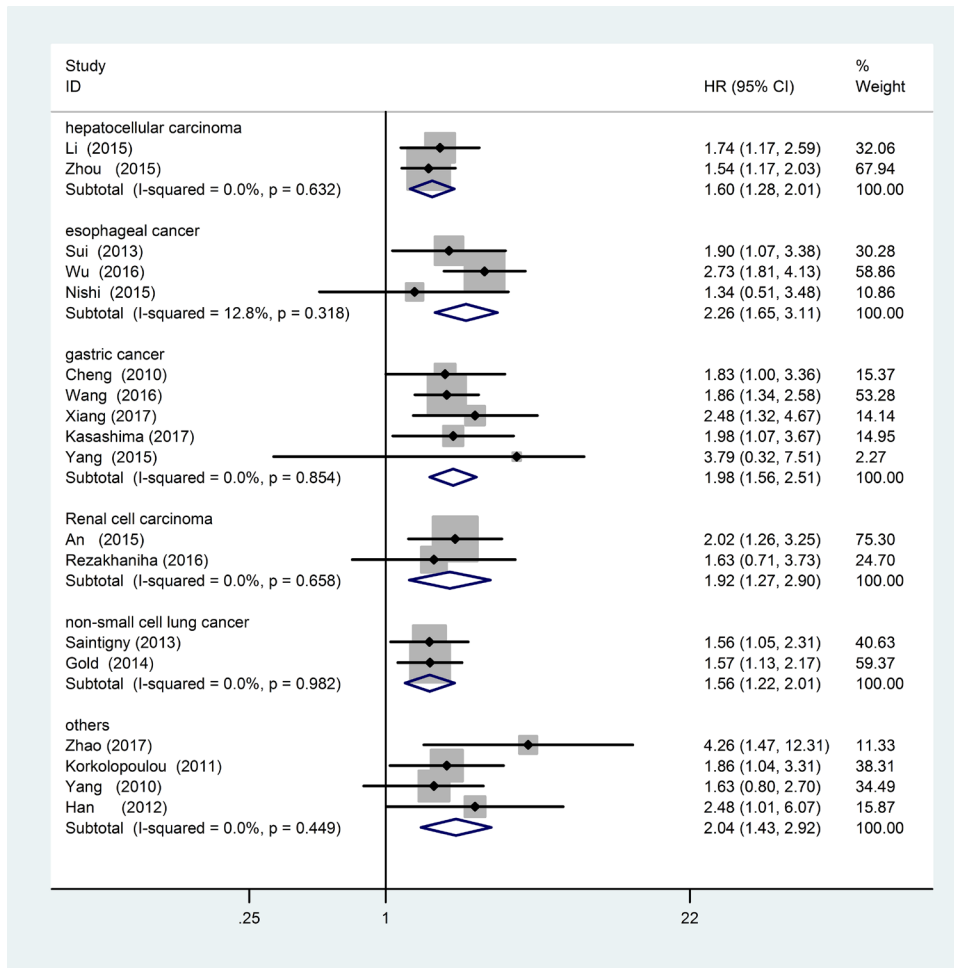 Study % 
ID HR (95% CI) Weight
hepatocellular carcinoma
Li (2015) 1.74 (1.17, 2.59) 32.06
Zhou (2015) 1.54 (1.17, 2.03) 67.94
Subtotal (I-squared = 0.0%, p = 0.632) 1.60 (1.28, 2.01) 100.00
esophageal cancer
Sui (2013) 1.90 (1.07, 3.38) 30.28
Wu (2016) 2.73 (1.81, 4.13) 58.86
Nishi (2015) 1.34 (0.51, 3.48) 10.86
Subtotal (I-squared = 12.8%, p = 0.318) 2.26 (1.65, 3.11) 100.00
gastric cancer
Cheng (2010) 1.83 (1.00, 3.36) 15.37
Wang (2016) 1.86 (1.34, 2.58) 53.28
Xiang (2017) 2.48 (1.32, 4.67) 14.14
Kasashima (2017) 1.98 (1.07, 3.67) 14.95
Yang (2015) 3.79 (0.32, 7.51) 2.27
Subtotal (I-squared = 0.0%, p = 0.854) 1.98 (1.56, 2.51) 100.00
Renal cell carcinoma
An (2015) 2.02 (1.26, 3.25) 75.30
Rezakhaniha (2016) 1.63 (0.71, 3.73) 24.70
Subtotal (I-squared = 0.0%, p = 0.658) 1.92 (1.27, 2.90) 100.00
non-small cell lung cancer
Saintigny (2013) 1.56 (1.05, 2.31) 40.63
Gold (2014) 1.57 (1.13, 2.17) 59.37
Subtotal (I-squared = 0.0%, p = 0.982) 1.56 (1.22, 2.01) 100.00
others
Zhao (2017) 4.26 (1.47, 12.31) 11.33
Korkolopoulou (2011) 1.86 (1.04, 3.31) 38.31
Yang (2010) 1.63 (0.80, 2.70) 34.49
Han (2012) 2.48 (1.01, 6.07) 15.87
Subtotal (I-squared = 0.0%, p = 0.449) 2.04 (1.43, 2.92) 100.00
.25 1 22